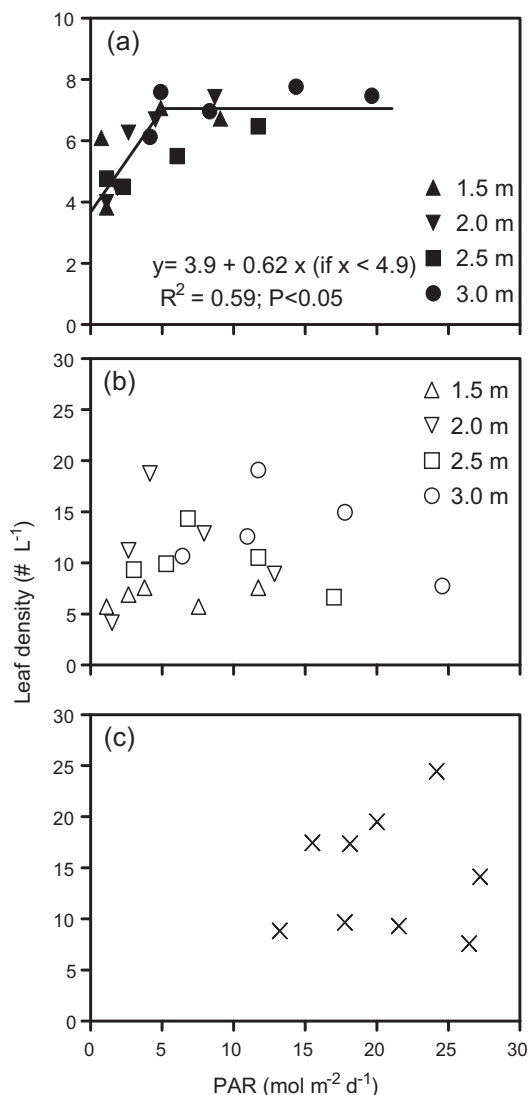 10
(a)
8
6
4
2
0
1.5 m
2.0 m
2.5 m
3.0 m
y= 3.9 + 0.62 x (if x < 4.9)
R² = 0.59; P<0.05
30
(b)
25
20
15
10
5
0
1.5 m
2.0 m
2.5 m
3.0 m
Leaf density (# L⁻¹)
30
(c)
25
20
15
10
5
0
0 5 10 15 20 25 30
PAR (mol m⁻² d⁻¹)